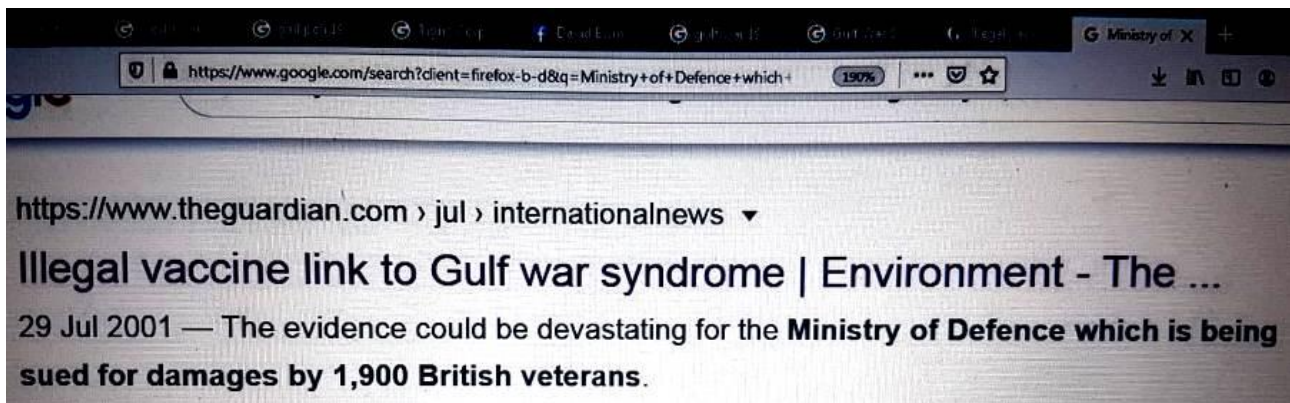 G Ministry of X +
https://www.google.com/search?client=firefox-b-d&q=Ministry+of+Defence+which+ 190% ...
https://www.theguardian.com › jul › internationalnews ▾
Illegal vaccine link to Gulf war syndrome | Environment - The ...
29 Jul 2001 — The evidence could be devastating for the Ministry of Defence which is being
sued for damages by 1,900 British veterans.